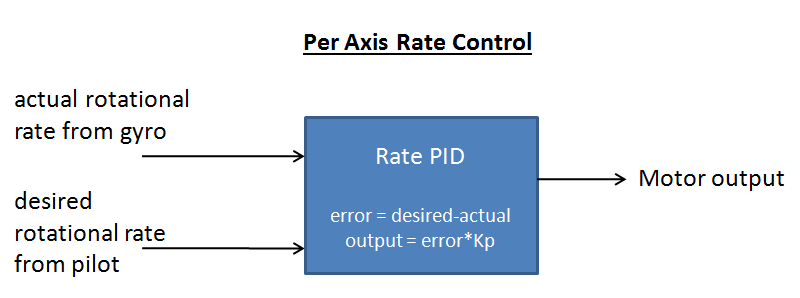 Per Axis Rate Control
actual rotational
rate from gyro
Rate PID
error = desired-actual
output = error*Kp
Motor output
desired
rotational rate
from pilot